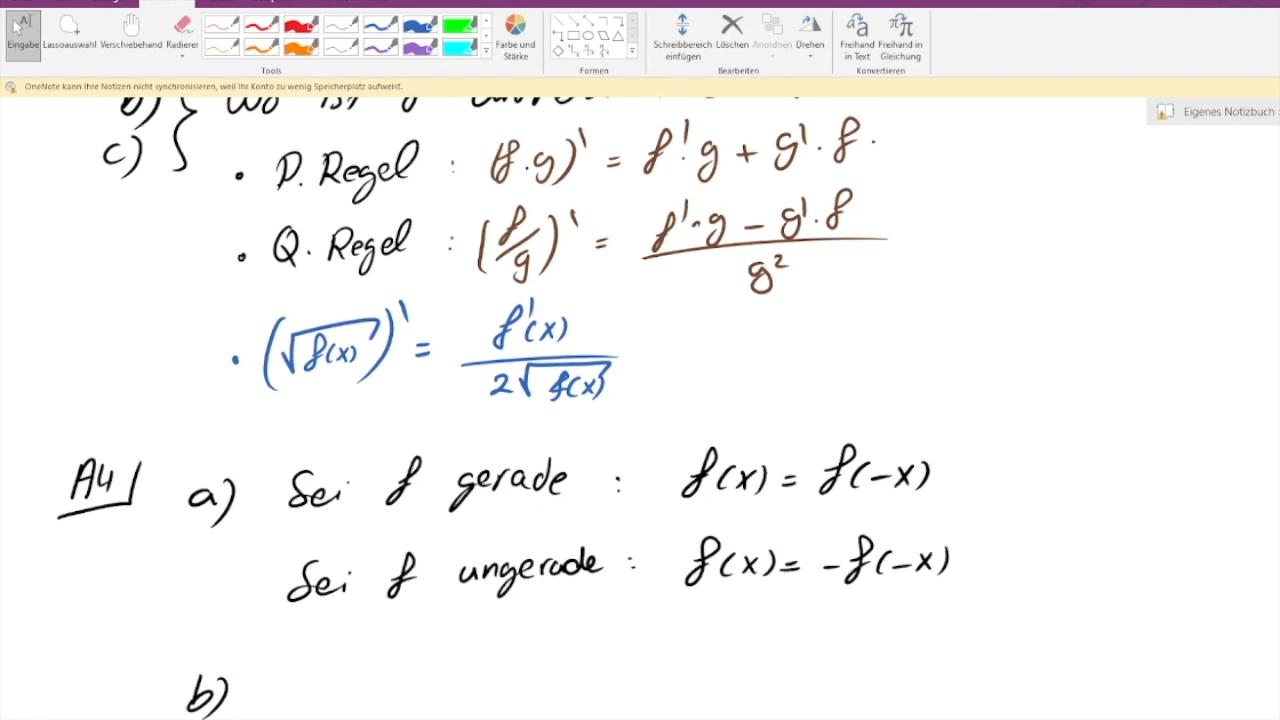 Eingabe Lassoauswahl Verschiebehand Radierer Farbe und Stärke Schreibbereich einfügen Löschen Anordnen Drehen Freihand in Text Freihand in Gleichung
Tools Formen Bearbeiten Konvertieren
OneNote kann Ihre Notizen nicht synchronisieren, weil Ihr Konto zu wenig Speicherplatz aufweist.
Eigenes Notizbuch
b) } wo ist g
c)
• P. Regel : (f·g)' = f'·g + g'·f.
• Q. Regel : (f/g)' = f'·g - g'·f / g²
• (√f(x))' = f'(x) / 2√f(x)
A4 a) Sei f gerade : f(x) = f(-x)
Sei f ungerade : f(x) = -f(-x)
b)